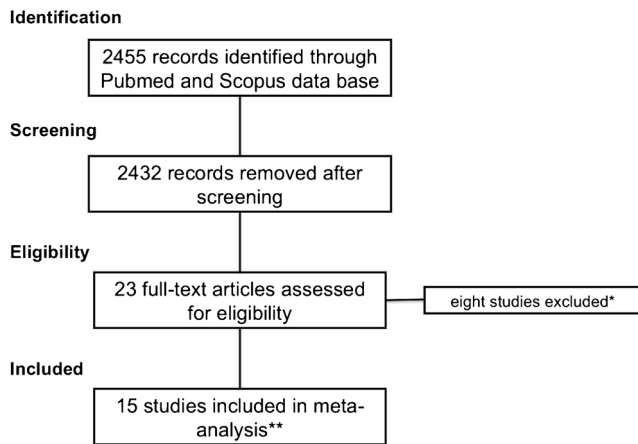 Identification
2455 records identified through
Pubmed and Scopus data base
Screening
2432 records removed after
screening
Eligibility
23 full-text articles assessed
for eligibility
eight studies excluded*
Included
15 studies included in meta-
analysis**